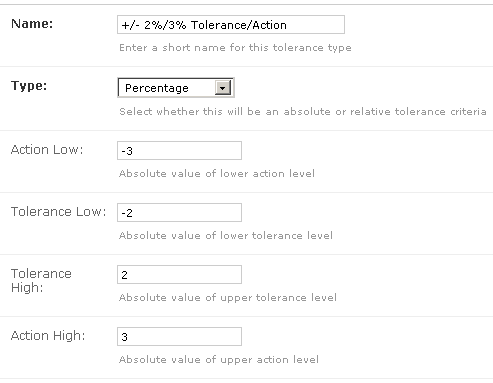 Name:
+/- 2%/3% Tolerance/Action
Enter a short name for this tolerance type
Type:
Percentage
Select whether this will be an absolute or relative tolerance criteria
Action Low:
-3
Absolute value of lower action level
Tolerance Low:
-2
Absolute value of lower tolerance level
Tolerance
High:
2
Absolute value of upper tolerance level
Action High:
3
Absolute value of upper action level